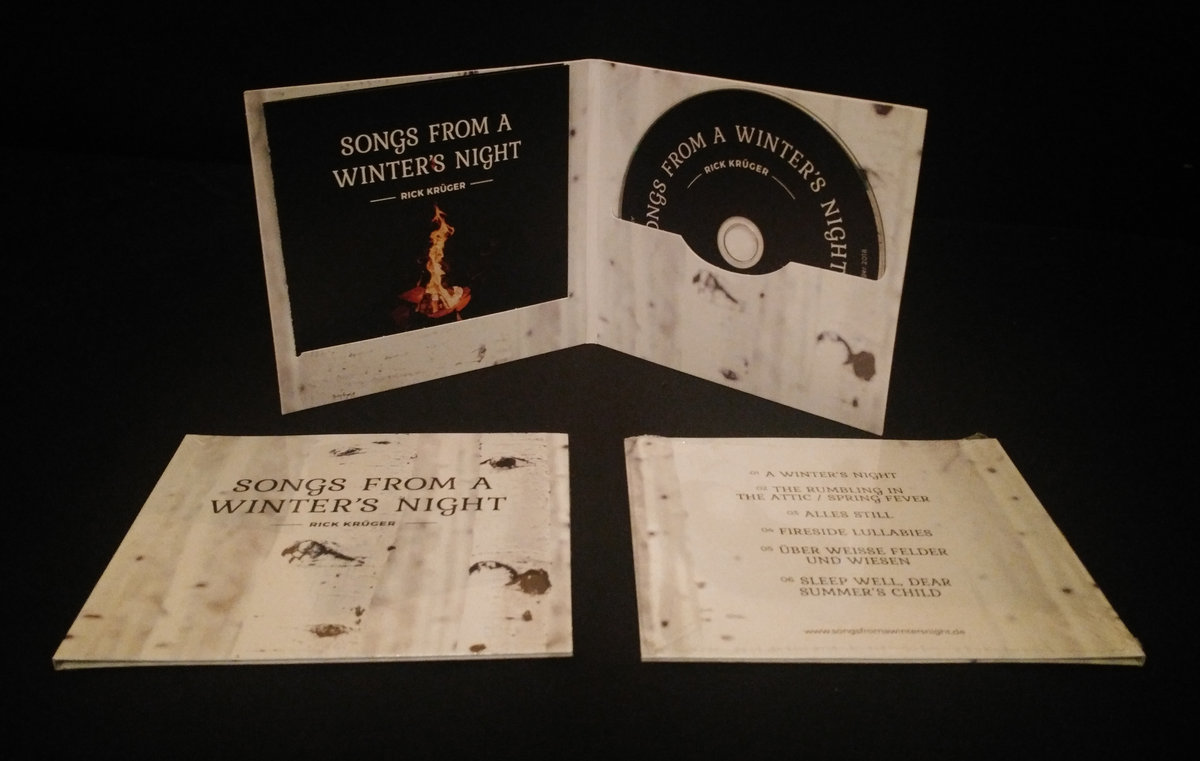 SONGS FROM A
WINTER'S NIGHT
RICK KRÜGER
SONGS FROM A WINTER'S NIGHT
RICK KRÜGER
2018
SONGS FROM A
WINTER'S NIGHT
RICK KRÜGER
01 A WINTER'S NIGHT
02 THE RUMBLING IN
THE ATTIC / SPRING FEVER
03 ALLES STILL
04 FIRESIDE LULLABIES
05 ÜBER WEISSE FELDER
UND WIESEN
06 SLEEP WELL, DEAR
SUMMER'S CHILD
www.songsfromawintersnight.de